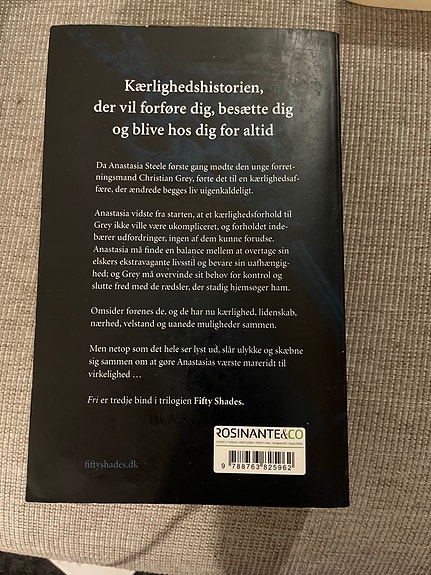 Kærlighedshistorien,
der vil forføre dig, besætte dig
og blive hos dig for altid
Da Anastasia Steele første gang mødte den unge forret-
ningsmand Christian Grey, førte det til en kærlighedsaf-
fære, der ændrede begges liv uigenkaldeligt.
Anastasia vidste fra starten, at et kærlighedsforhold til
Grey ikke ville være ukompliceret, og forholdet inde-
bærer udfordringer, ingen af dem kunne forudse.
Anastasia må finde en balance mellem at overtage sin
elskers ekstravagante livsstil og bevare sin uafhængig-
hed; og Grey må overvinde sit behov for kontrol og
slutte fred med de rædsler, der stadig hjemsøger ham.
Omsider forenes de, og de har nu kærlighed, lidenskab,
nærhed, velstand og uanede muligheder sammen.
Men netop som det hele ser lyst ud, slår ulykke og skæbne
sig sammen om at gøre Anastasias værste mareridt til
virkelighed ...
Fri er tredje bind i trilogien Fifty Shades.
ROSINANTE&CO
9 788763 825962
fiftyshades.dk